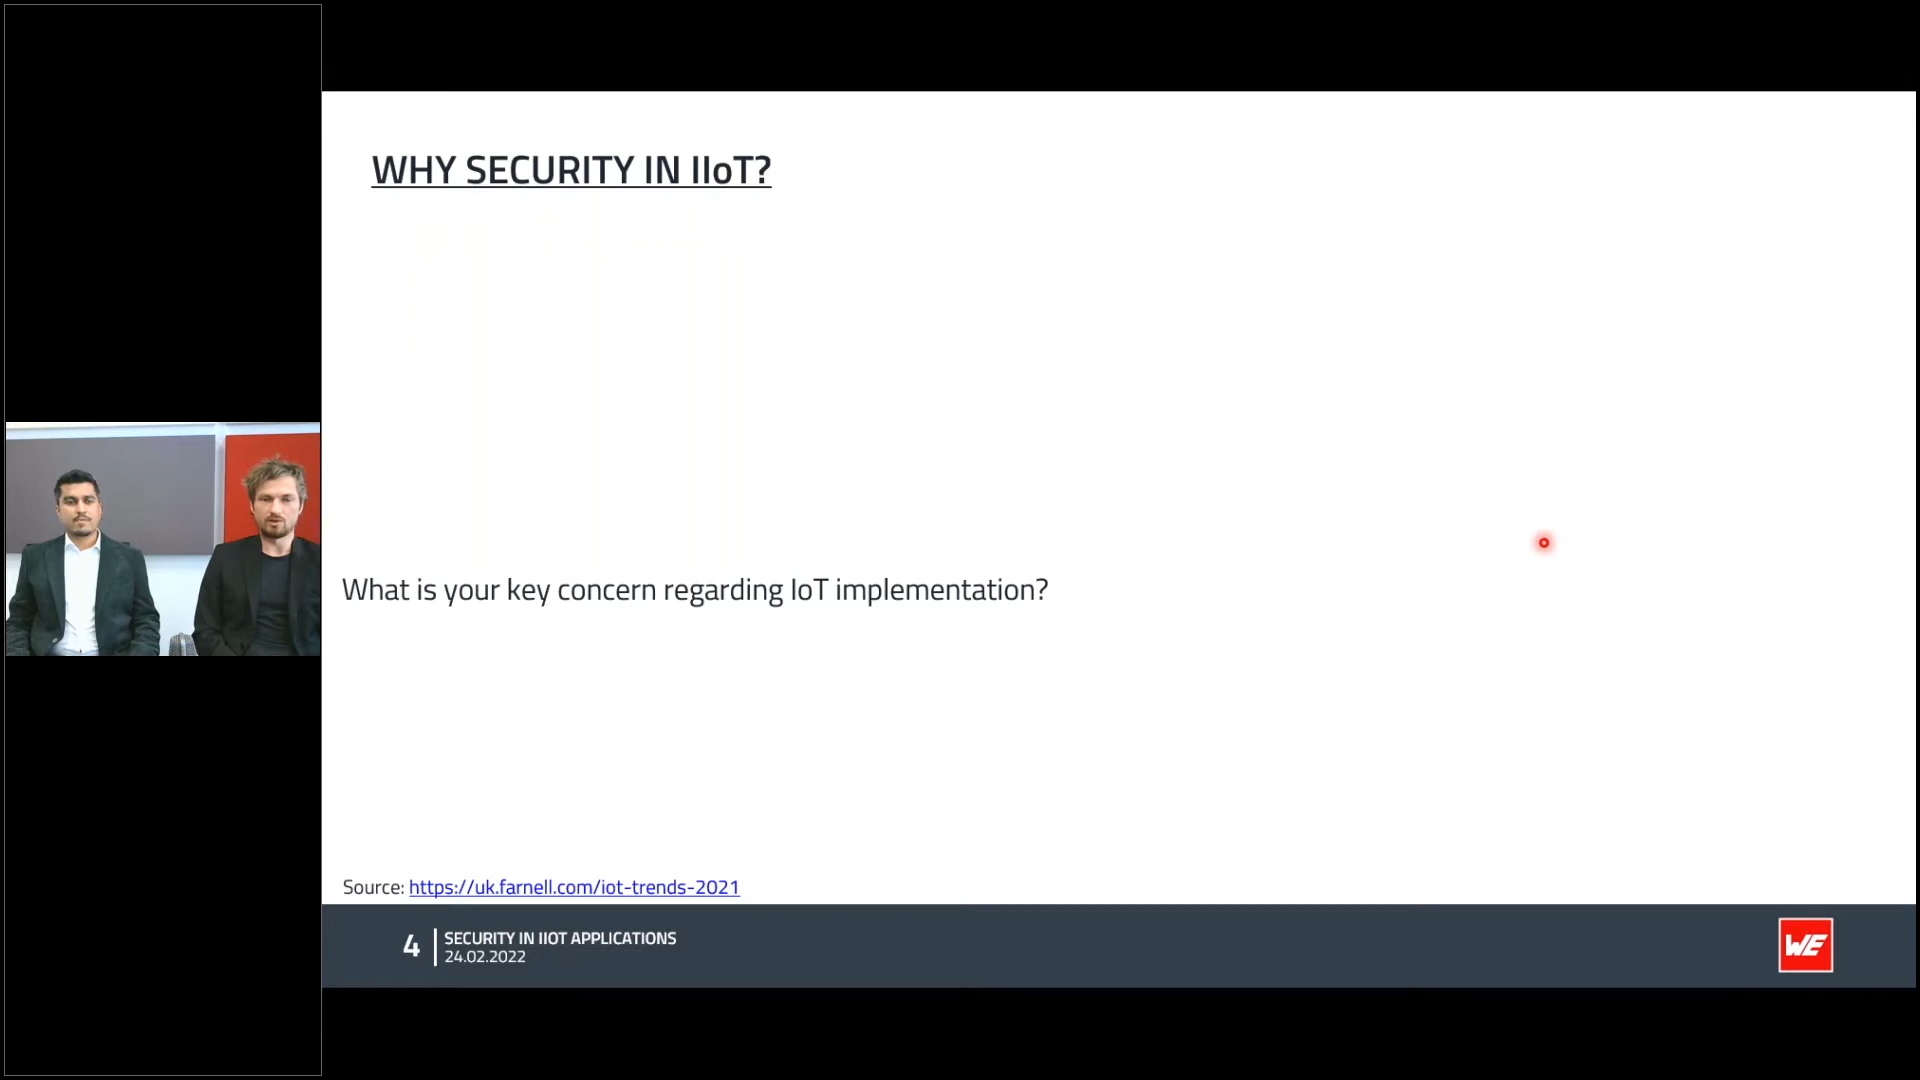 WHY SECURITY IN IIoT?
What is your key concern regarding IoT implementation?
Source: https://uk.farnell.com/iot-trends-2021
4
SECURITY IN IIOT APPLICATIONS
24.02.2022
WE